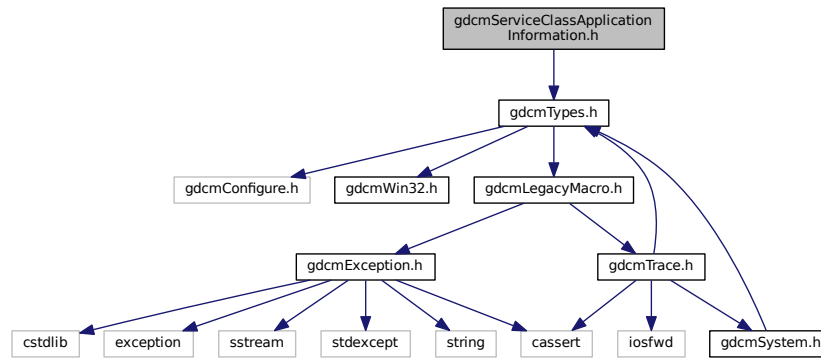 gdcmServiceClassApplication
Information.h
gdcmTypes.h
gdcmConfigure.h
gdcmWin32.h
gdcmLegacyMacro.h
gdcmException.h
gdcmTrace.h
cstdlib
exception
sstream
stdexcept
string
cassert
iosfwd
gdcmSystem.h